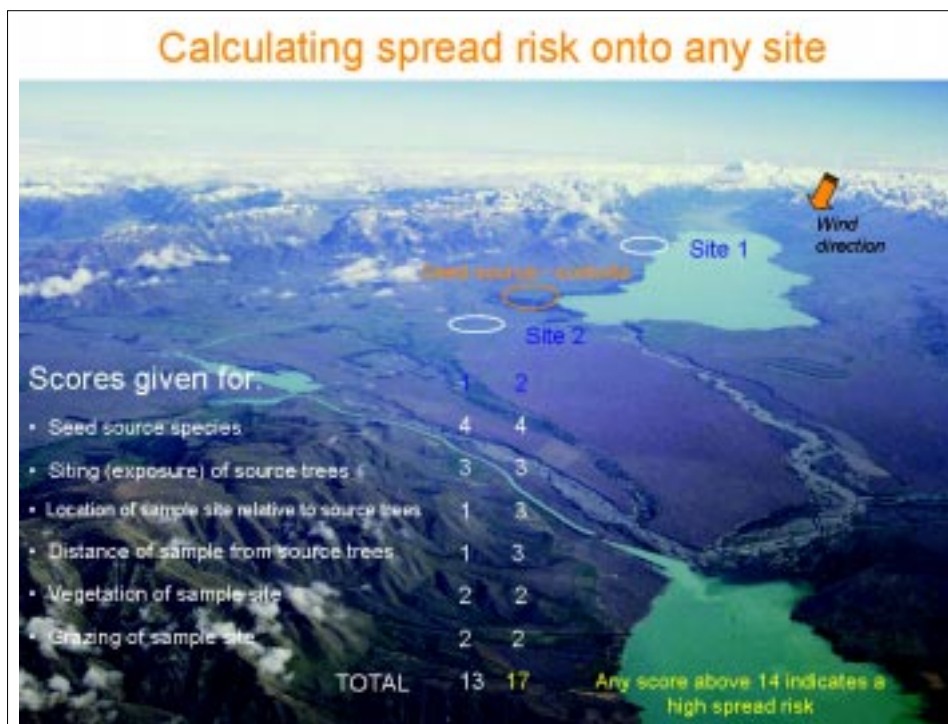 Calculating spread risk onto any site
Wind
direction
Site 1
Seed source - contorta
Site 2
Scores given for: 1 2
• Seed source species 4 4
• Siting (exposure) of source trees 3 3
• Location of sample site relative to source trees 1 3
• Distance of sample from source trees 1 3
• Vegetation of sample site 2 2
• Grazing of sample site 2 2
TOTAL 13 17
Any score above 14 indicates a
high spread risk